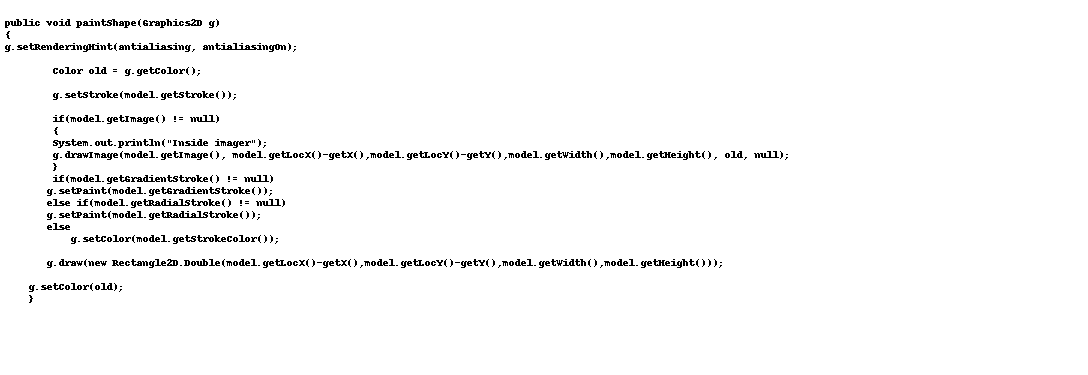 public void paintShape(Graphics2D g)
{
g.setRenderingHint(antialiasing, antialiasingOn);
Color old = g.getColor();
g.setStroke(model.getStroke());
if(model.getImage() != null)
{
System.out.println("Inside imager");
g.drawImage(model.getImage(), model.getLocX()-getX(),model.getLocY()-getY(),model.getWidth(),model.getHeight(), old, null);
}
if(model.getGradientStroke() != null)
g.setPaint(model.getGradientStroke());
else if(model.getRadialStroke() != null)
g.setPaint(model.getRadialStroke());
else
g.setColor(model.getStrokeColor());
g.draw(new Rectangle2D.Double(model.getLocX()-getX(),model.getLocY()-getY(),model.getWidth(),model.getHeight()));
g.setColor(old);
}